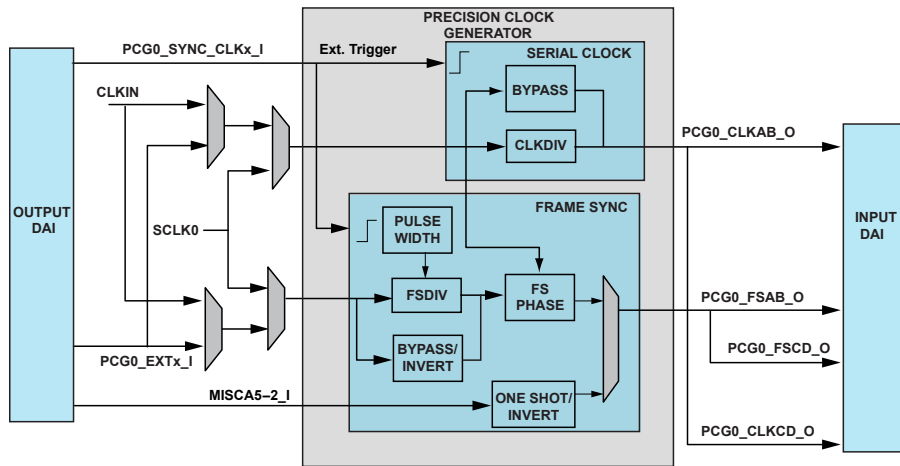 PRECISION CLOCK
GENERATOR
PCG0_SYNC_CLKx_I
Ext. Trigger
SERIAL CLOCK
CLKIN
BYPASS
CLKDIV
PCG0_CLKAB_O
OUTPUT
DAI
SCLK0
FRAME SYNC
PULSE
WIDTH
INPUT
DAI
FSDIV
FS
PHASE
PCG0_FSAB_O
BYPASS/
INVERT
PCG0_FSCD_O
PCG0_EXTx_I
MISCA5–2_I
ONE SHOT/
INVERT
PCG0_CLKCD_O